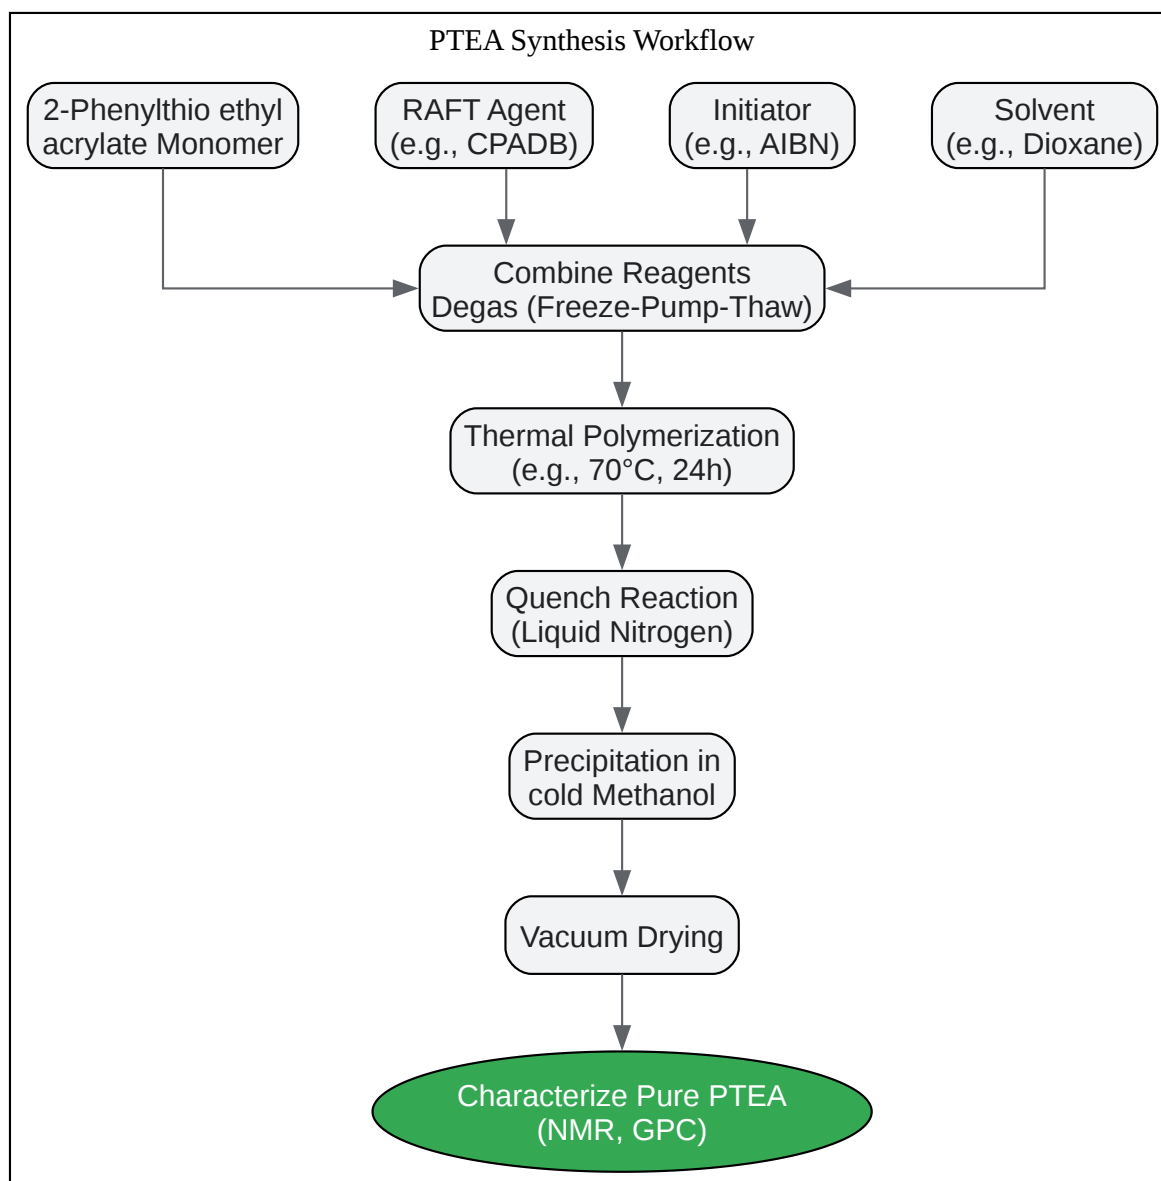 PTEA Synthesis Workflow
2-Phenylthio ethyl
acrylate Monomer
RAFT Agent
(e.g., CPADB)
Initiator
(e.g., AIBN)
Solvent
(e.g., Dioxane)
Combine Reagents
Degas (Freeze-Pump-Thaw)
Thermal Polymerization
(e.g., 70°C, 24h)
Quench Reaction
(Liquid Nitrogen)
Precipitation in
cold Methanol
Vacuum Drying
Characterize Pure PTEA
(NMR, GPC)